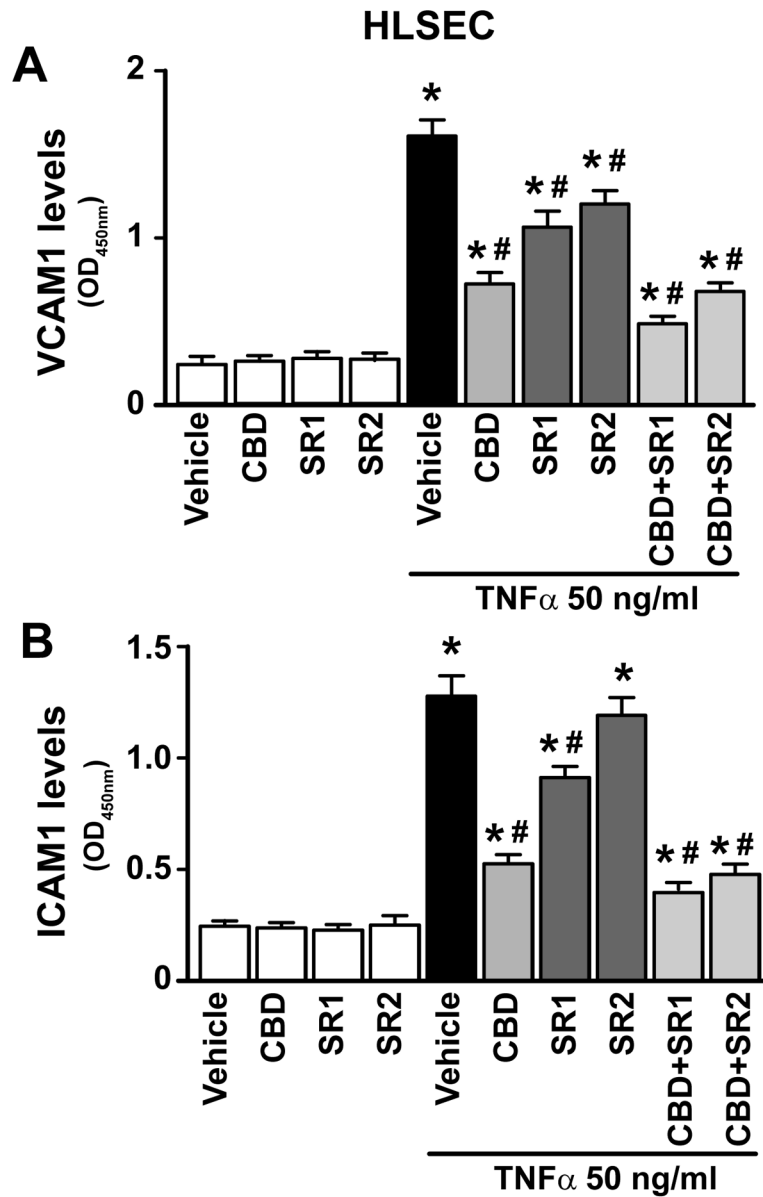 HLSEC
A
VCAM1 levels
(OD450nm)
2
1
0
* *# *# *# *# *#
Vehicle CBD SR1 SR2 Vehicle CBD SR1 SR2 CBD+SR1 CBD+SR2
TNFα 50 ng/ml
B
ICAM1 levels
(OD450nm)
1.5
1.0
0.5
0
* *# *# * *# *#
Vehicle CBD SR1 SR2 Vehicle CBD SR1 SR2 CBD+SR1 CBD+SR2
TNFα 50 ng/ml